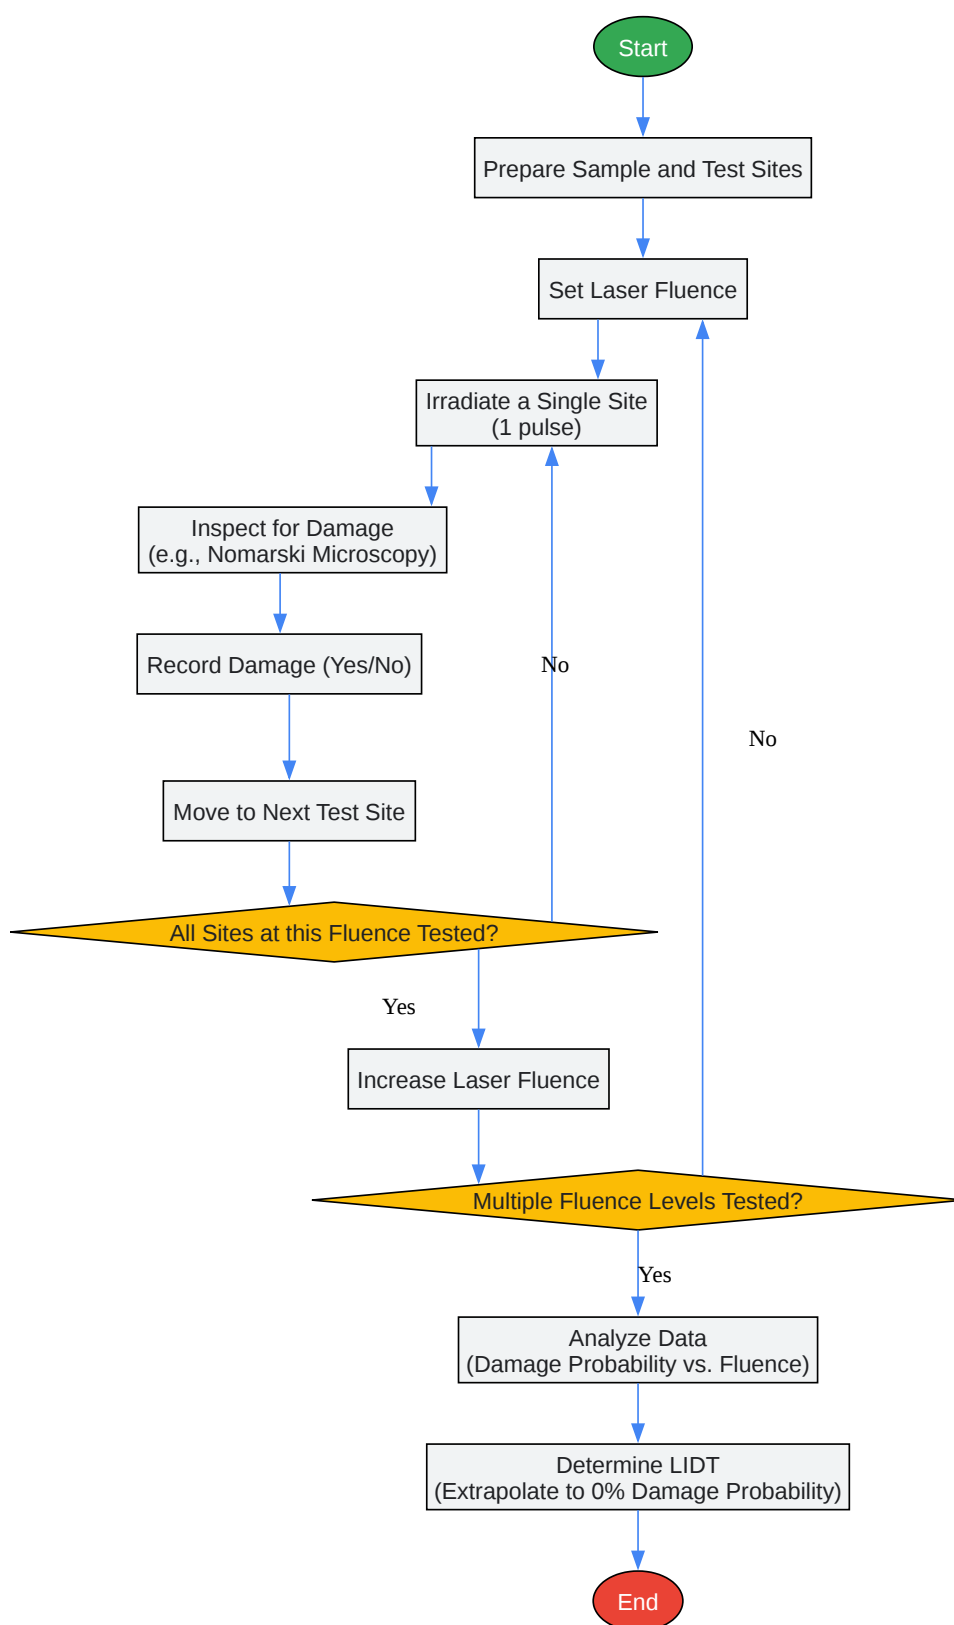 Start
Prepare Sample and Test Sites
Set Laser Fluence
Irradiate a Single Site
(1 pulse)
Inspect for Damage
(e.g., Nomarski Microscopy)
Record Damage (Yes/No)
No
No
Move to Next Test Site
All Sites at this Fluence Tested?
Yes
Increase Laser Fluence
Multiple Fluence Levels Tested?
Yes
Analyze Data
(Damage Probability vs. Fluence)
Determine LIDT
(Extrapolate to 0% Damage Probability)
End